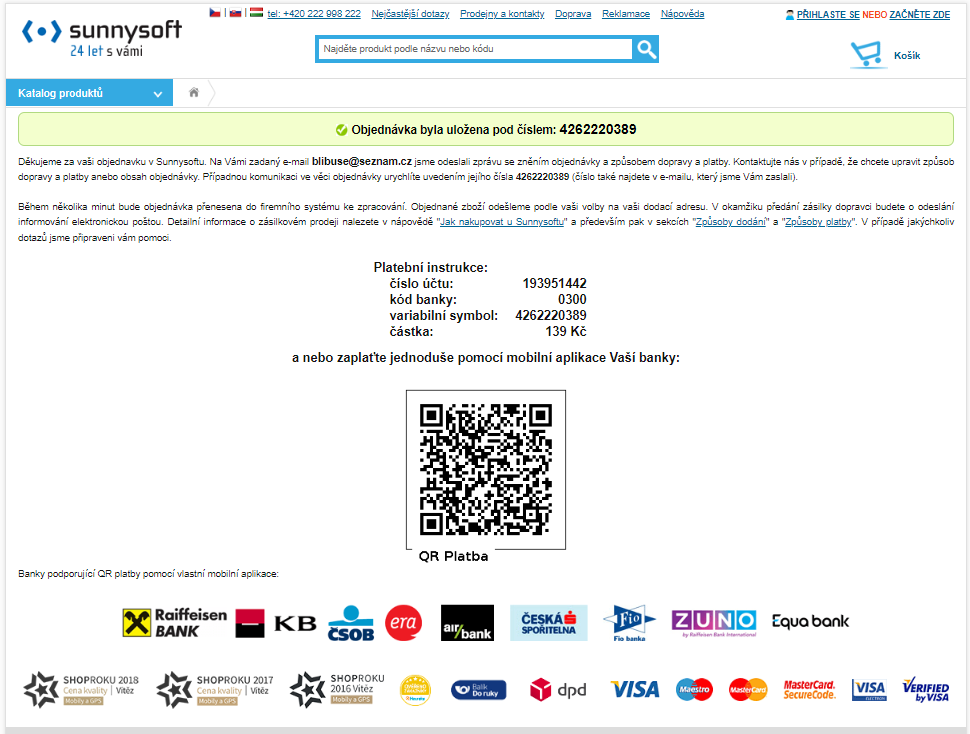 sunnysoft
24 let s vámi
tel: +420 222 998 222 Nejčastější dotazy Prodejny a kontakty Doprava Reklamace Nápověda
PŘIHLASTE SE NEBO ZAČNĚTE ZDE
Najděte produkt podle názvu nebo kódu
Košík
Katalog produktů
Objednávka byla uložena pod číslem: 4262220389
Děkujeme za vaši objednavku v Sunnysoftu. Na Vámi zadaný e-mail blibuse@seznam.cz jsme odeslali zprávu se zněním objednávky a způsobem dopravy a platby. Kontaktujte nás v případě, že chcete upravit způsob
dopravy a platby anebo obsah objednávky. Případnou komunikaci ve věci objednávky urychlíte uvedením jejího čísla 4262220389 (číslo také najdete v e-mailu, který jsme Vám zaslali).
Během několika minut bude objednávka přenesena do firemního systému ke zpracování. Objednané zboží odešleme podle vaší volby na vaši dodací adresu. V okamžiku předání zásilky dopravci budete o odeslání
informování elektronickou poštou. Detailní informace o zásilkovém prodeji nalezete v nápovědě "Jak nakupovat u Sunnysoftu" a především pak v sekcích "Způsoby dodání" a "Způsoby platby". V případě jakýchkoliv
dotazů jsme připraveni vám pomoci.
Platební instrukce:
číslo účtu: 193951442
kód banky: 0300
variabilní symbol: 4262220389
částka: 139 Kč
a nebo zaplaťte jednoduše pomocí mobilní aplikace Vaší banky:
QR Platba
Banky podporující QR platby pomocí vlastní mobilní aplikace:
Raiffeisen
BANK
KB
ČSOB
era
air bank
ČESKÁ
SPOŘITELNA
Fio
Fio banka
ZUNO
by Raiffeisen Bank International
Equa bank
SHOPROKU 2018
Cena kvality | Vítěz
Mobily a GPS
SHOPROKU 2017
Cena kvality | Vítěz
Mobily a GPS
SHOPROKU
2016 Vítěz
Mobily a GPS
Balík
Do ruky
dpd
VISA
Maestro
MasterCard
MasterCard.
SecureCode.
VISA
ELECTRON
VERIFIED
by VISA